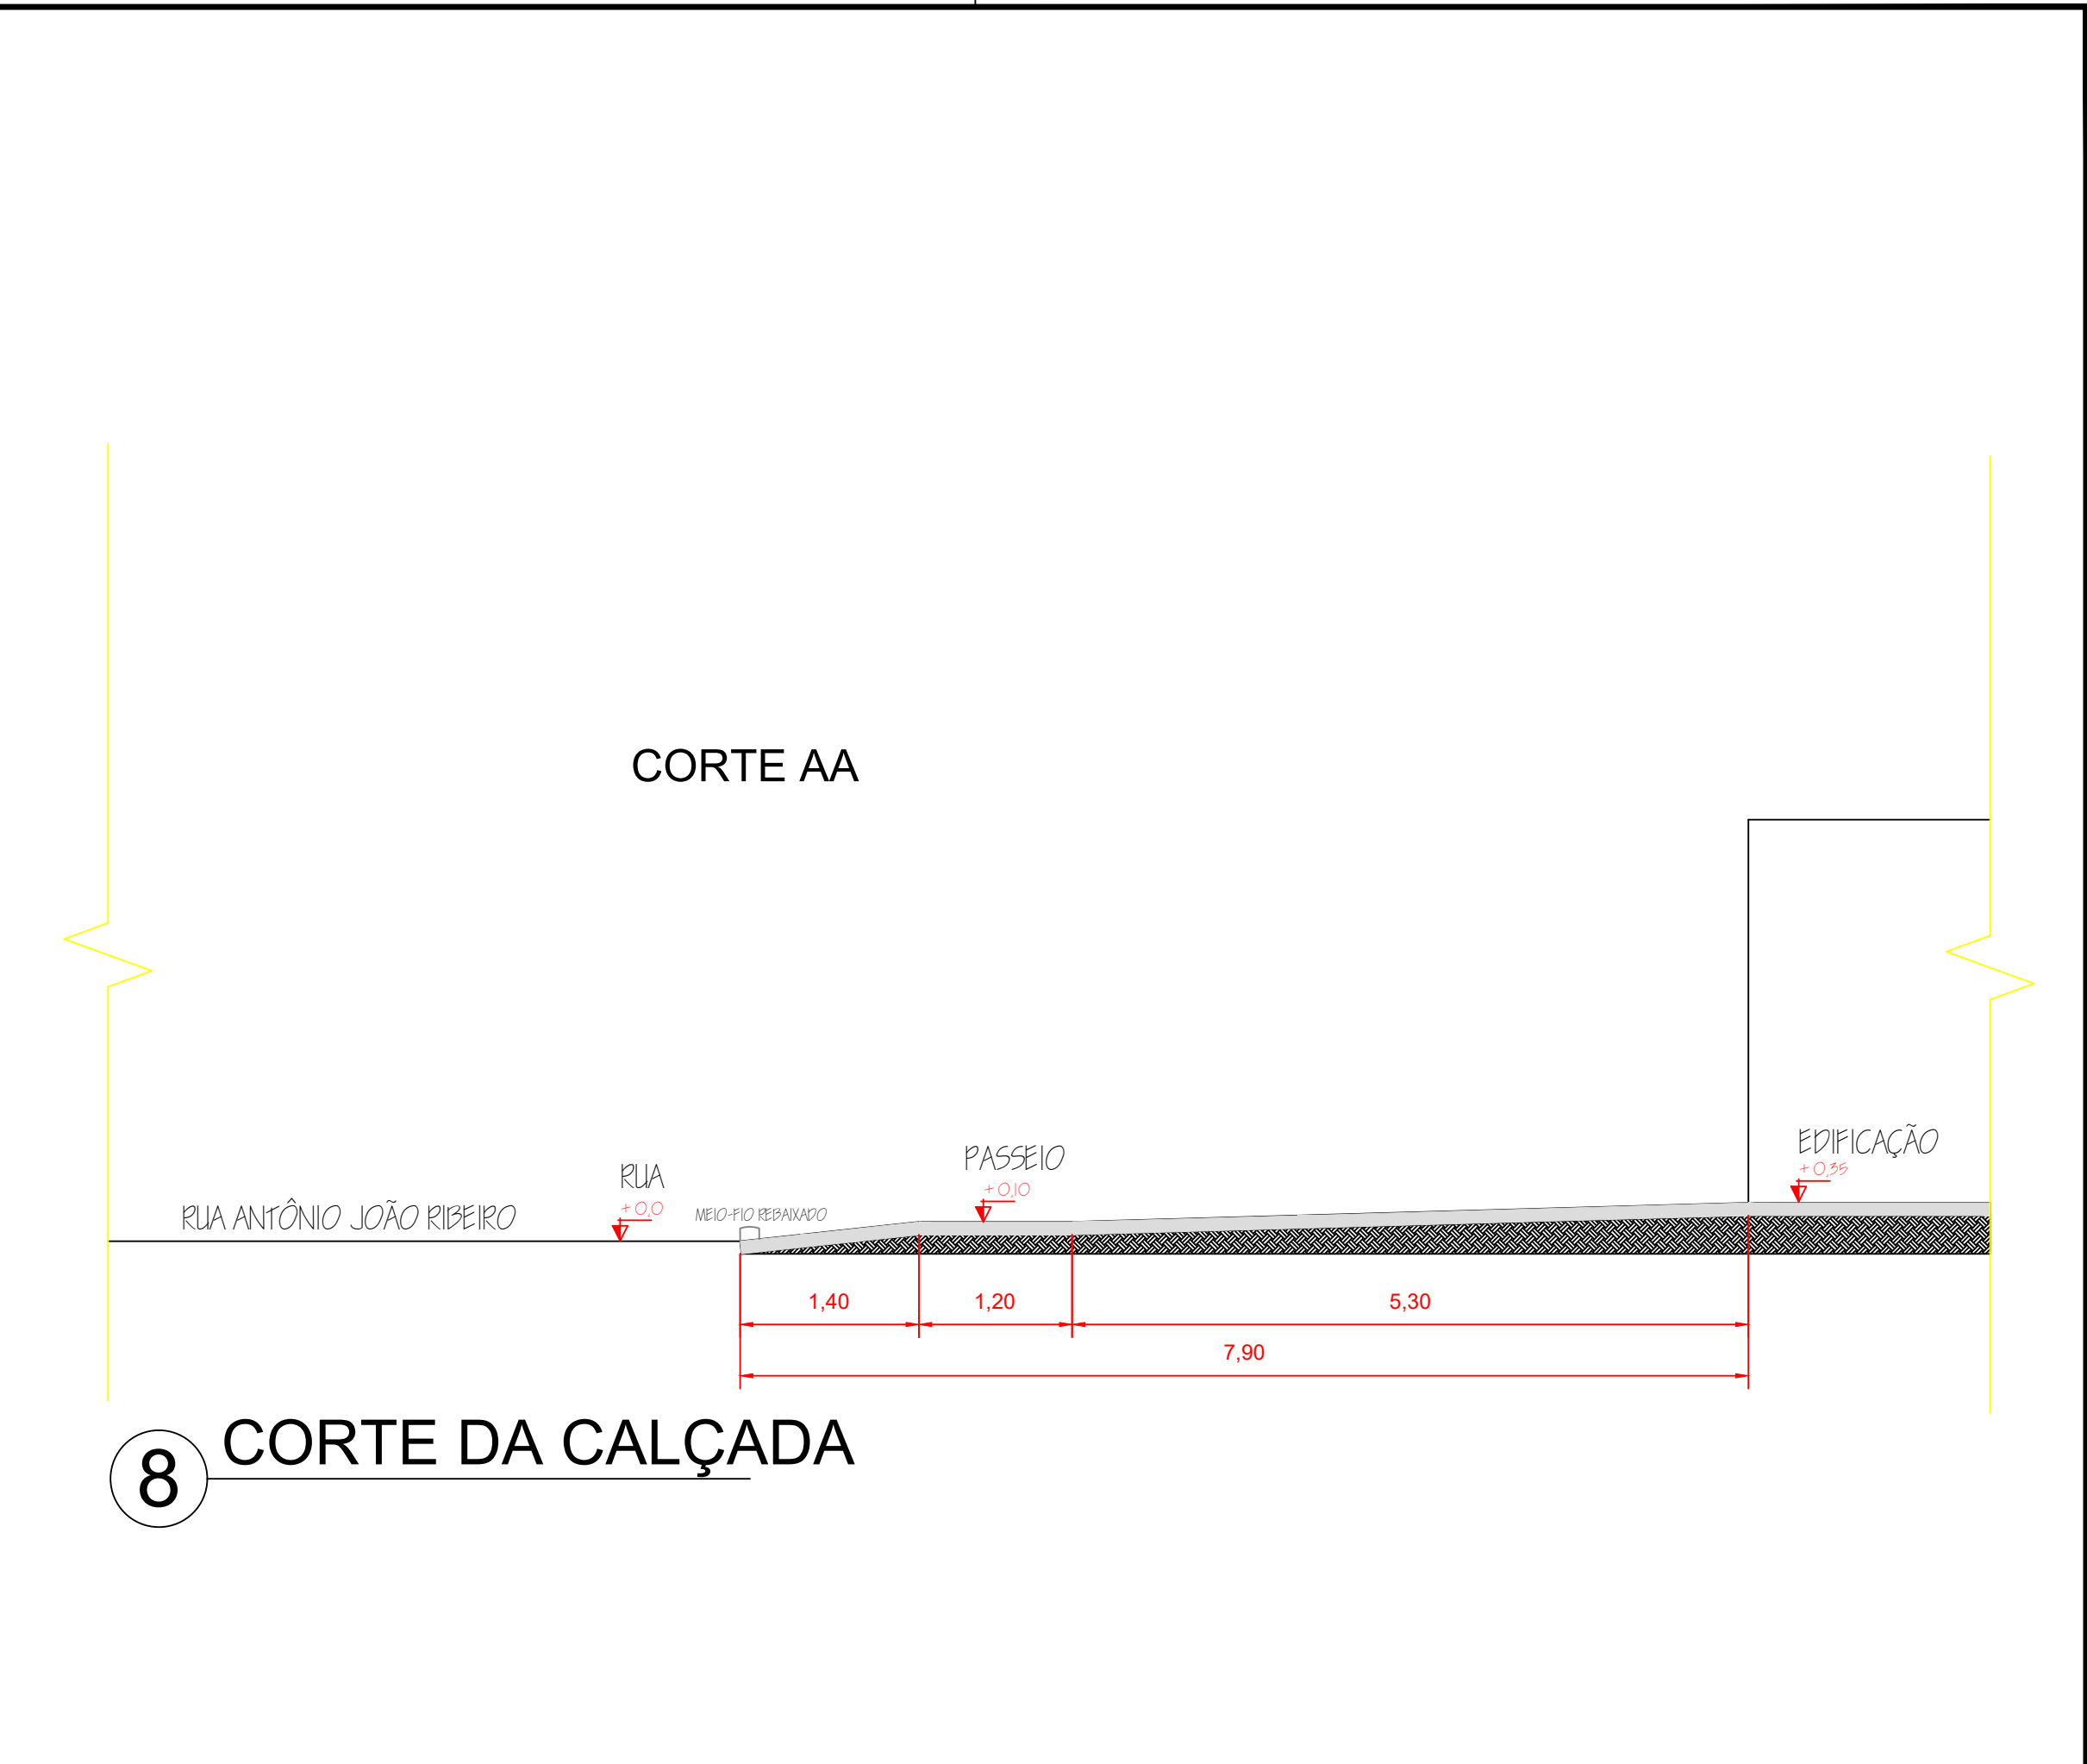 CORTE AA
EDIFICAÇÃO
+ 0,35
PASSEIO
+ 0,10
RUA
+ 0,0
RUA ANTÔNIO JOÃO RIBEIRO
MEIO-FIO REBAIXADO
1,40
1,20
5,30
7,90
8
CORTE DA CALÇADA